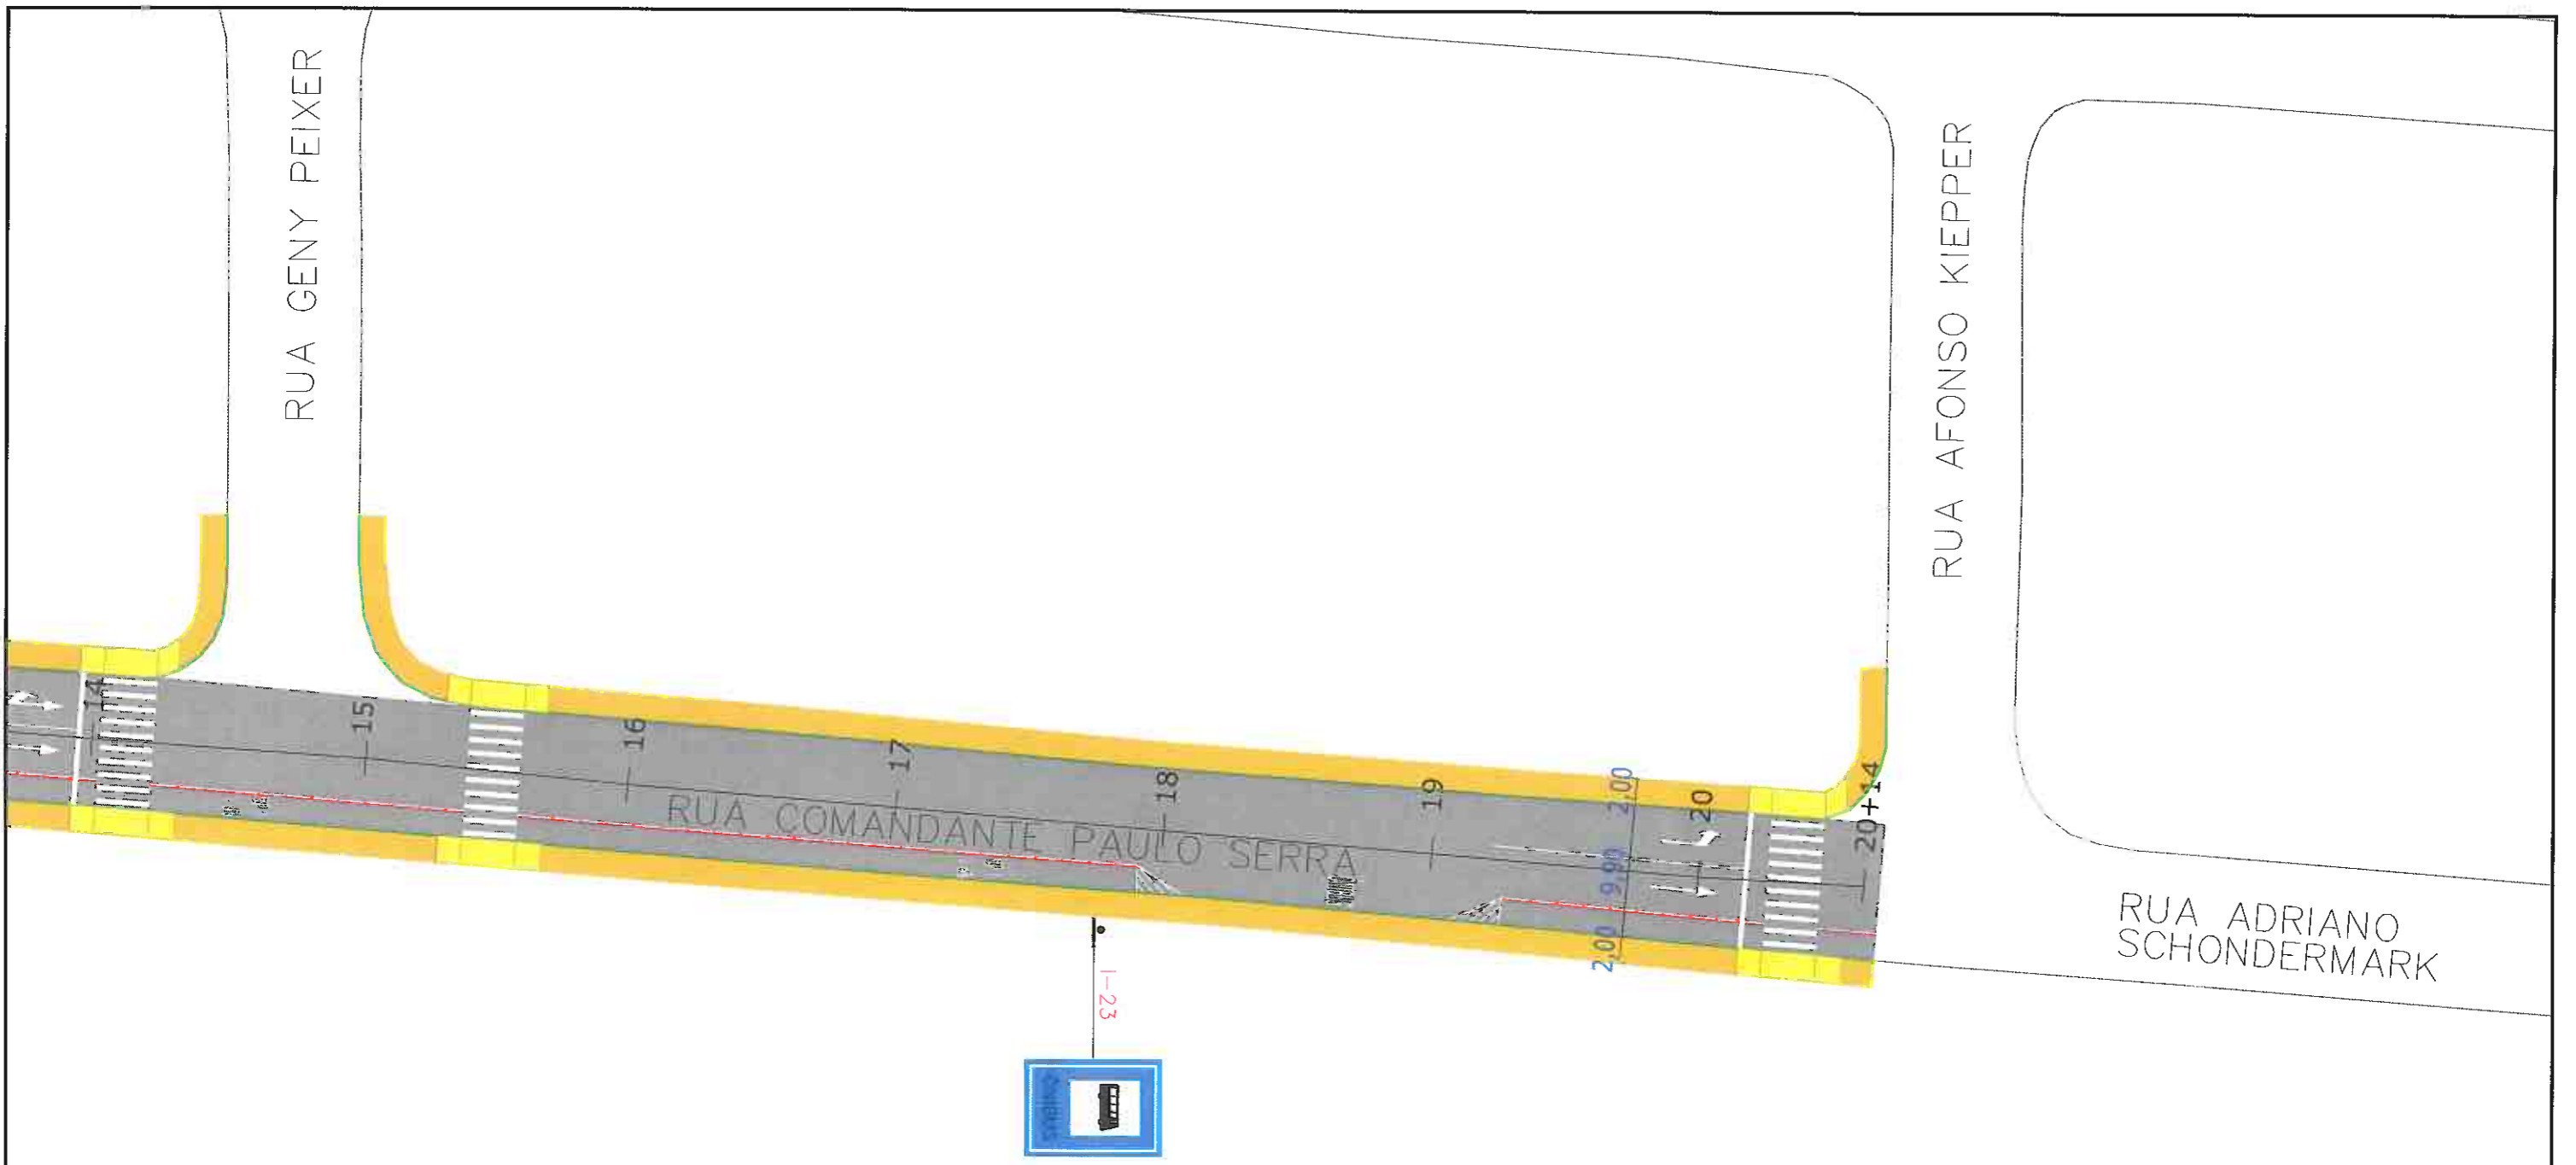 RUA GENY PEIXER
RUA AFONSO KIEPPER
14
15
16
17
18
19
20
20+14
2,00
9,90
2,00
RUA COMANDANTE PAULO SERRA
RUA ADRIANO
SCHONDERMARK
I-23